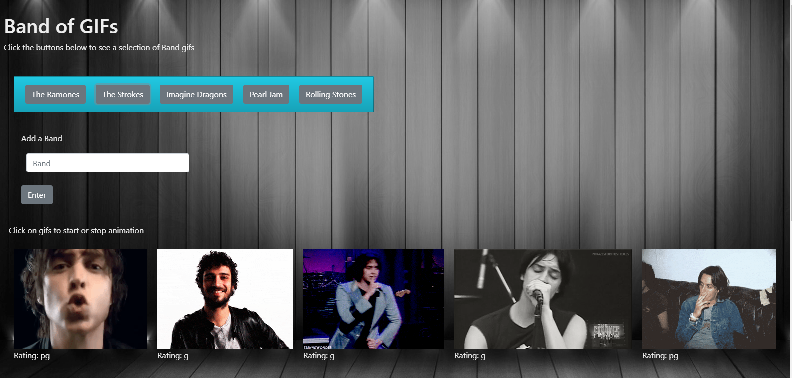 Band of GIFs
Click the buttons below to see a selection of Band gifs
The Ramones The Strokes Imagine Dragons Pearl Jam Rolling Stones
Add a Band
Band
Enter
Click on gifs to start or stop animation
Rating: pg Rating: g Rating: g Rating: g Rating: pg